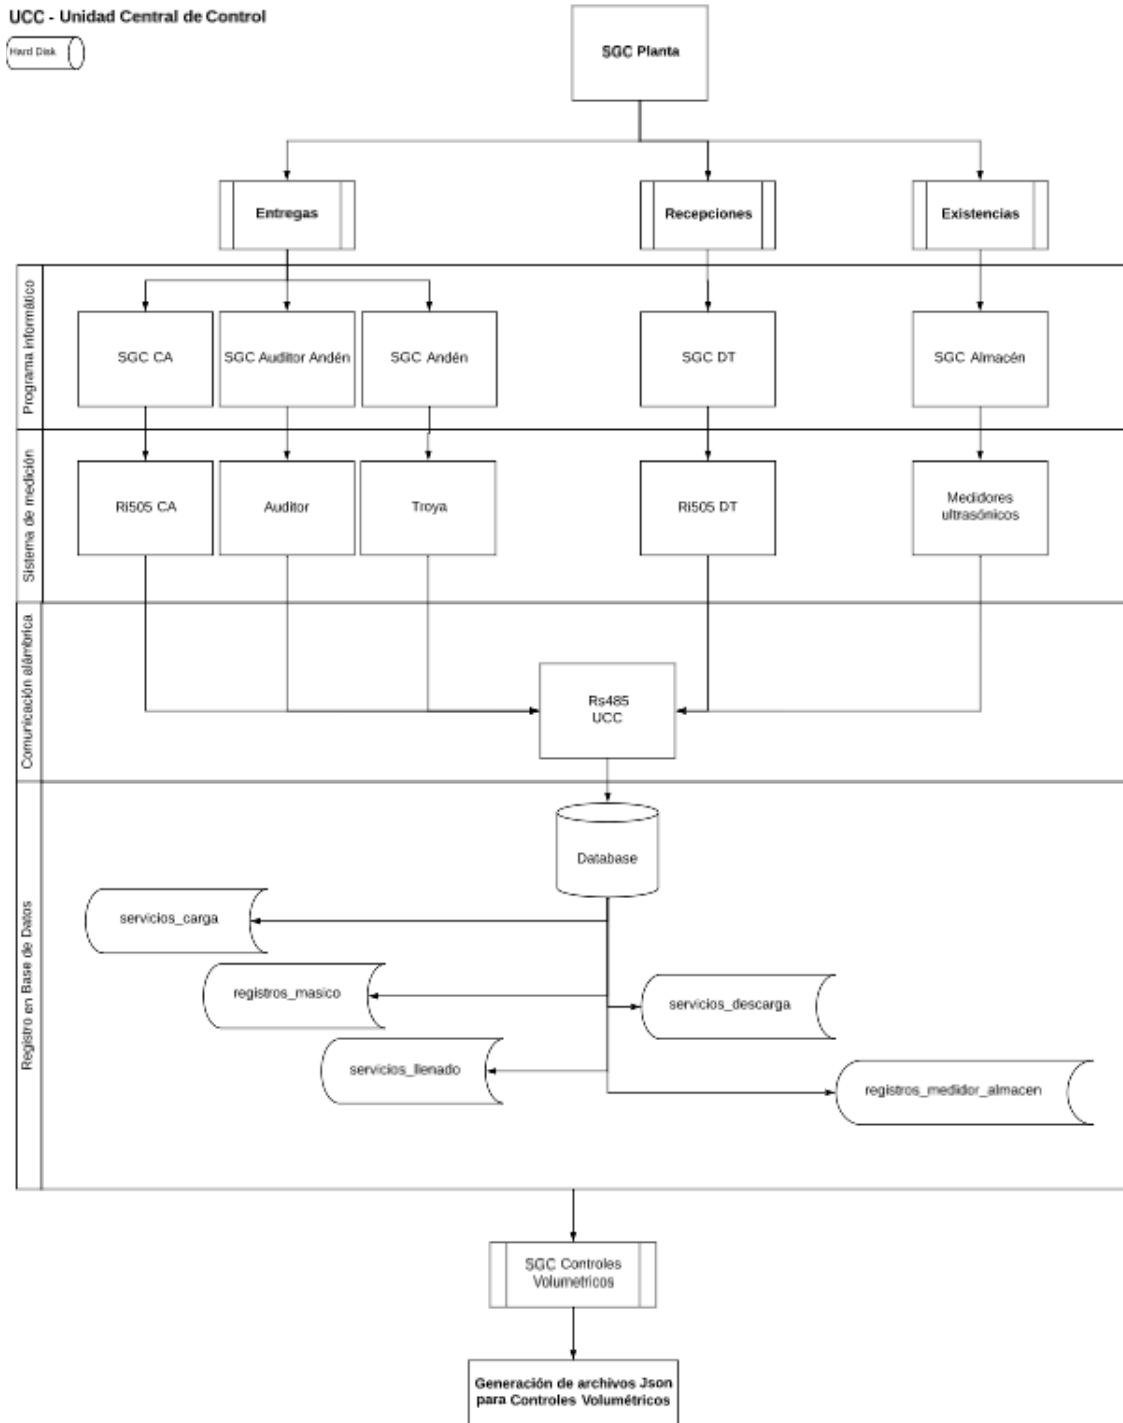 UCC - Unidad Central de Control
Hard Disk
SGC Planta
Entregas
Recepciones
Existencias
Programa informático
SGC CA
SGC Auditor Andén
SGC Andén
SGC DT
SGC Almacén
Sistema de medición
Ri505 CA
Auditor
Troya
Ri505 DT
Medidores
ultrasónicos
Comunicación alámbrica
Rs485
UCC
Registro en Base de Datos
Database
servicios_carga
registros_masico
servicios_descarga
servicios_llenado
registros_medidor_almacen
SGC Controles
Volumetricos
Generación de archivos Json
para Controles Volumétricos